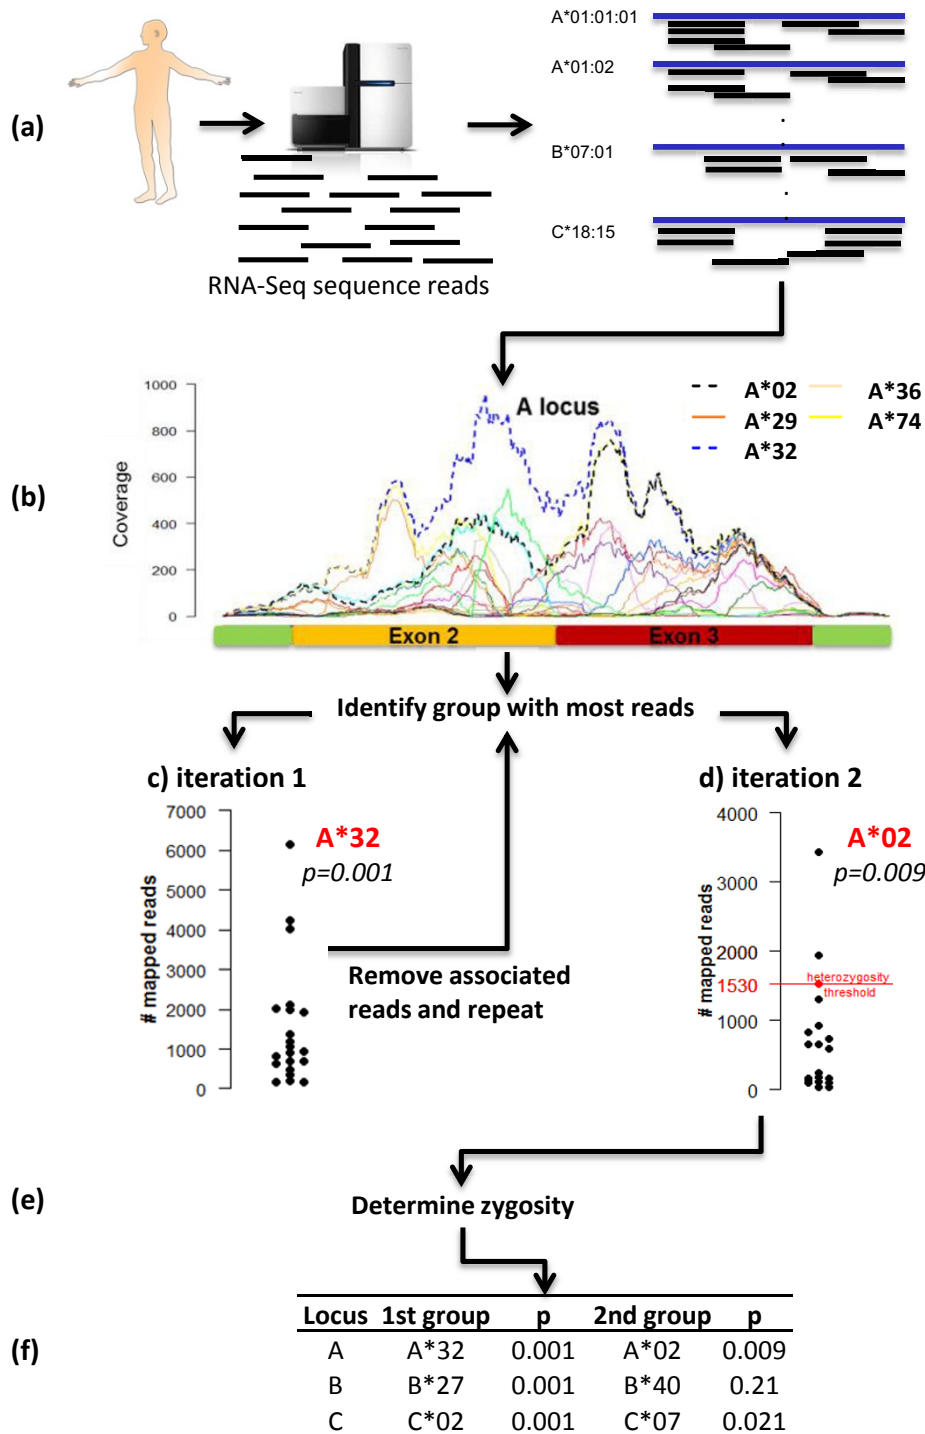 (a)
A*01:01:01
A*01:02
B*07:01
C*18:15
RNA-Seq sequence reads
(b)
Coverage
1000
800
600
400
200
0
A locus
A*02
A*36
A*29
A*74
A*32
Exon 2
Exon 3
Identify group with most reads
c) iteration 1
# mapped reads
7000
6000
5000
4000
3000
2000
1000
0
A*32
p=0.001
Remove associated
reads and repeat
d) iteration 2
# mapped reads
4000
3000
2000
1530
1000
0
A*02
p=0.009
heterozygosity
threshold
(e)
Determine zygosity
(f)
Locus 1st group p 2nd group p
A A*32 0.001 A*02 0.009
B B*27 0.001 B*40 0.21
C C*02 0.001 C*07 0.021